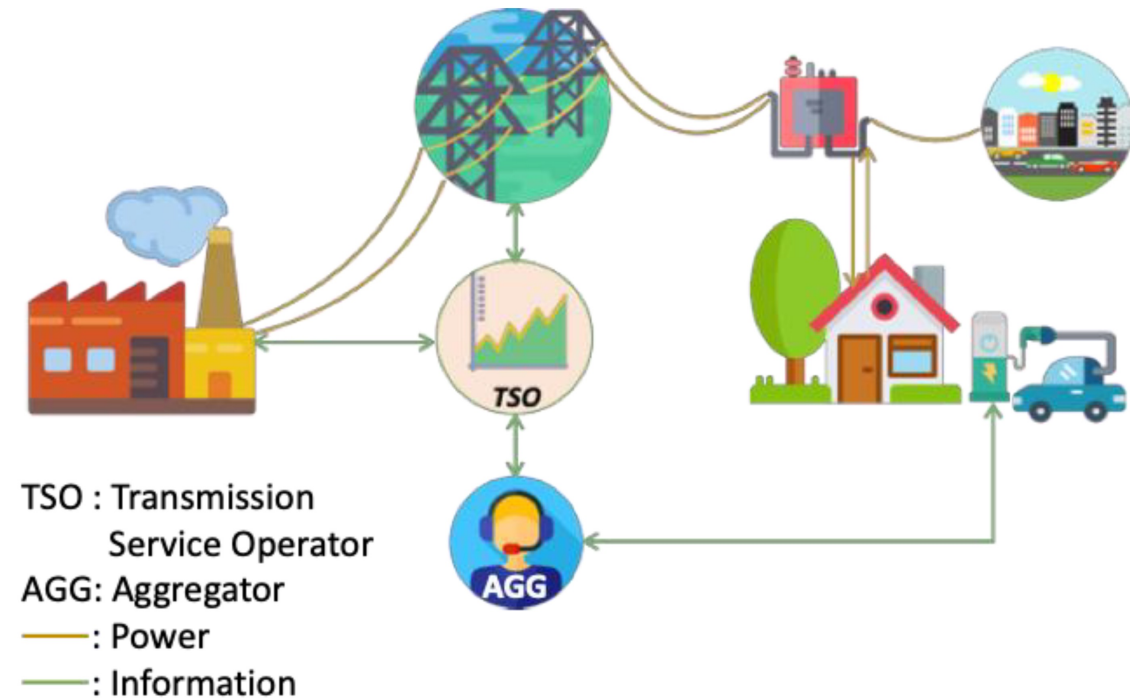 TSO
AGG
TSO : Transmission
Service Operator
AGG: Aggregator
: Power
: Information